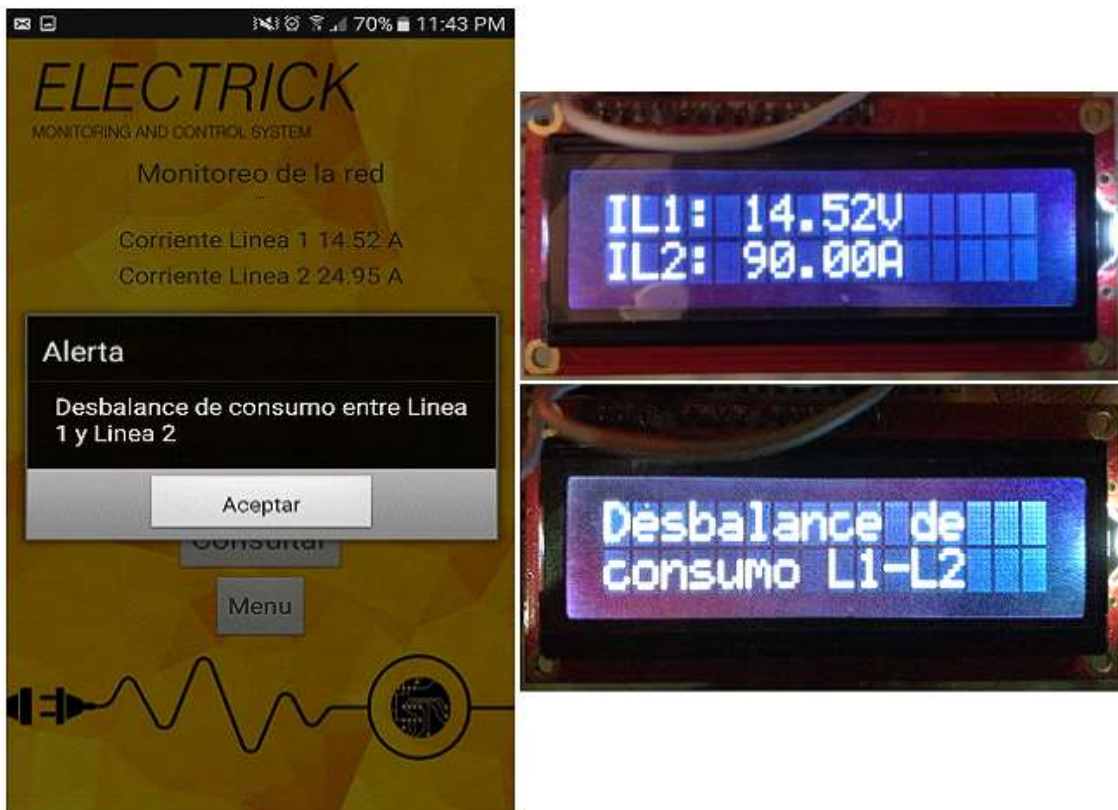 70% 11:43 PM
ELECTRICK
MONITORING AND CONTROL SYSTEM
Monitoreo de la red
Corriente Linea 1 14.52 A
Corriente Linea 2 24.95 A
Alerta
Desbalance de consumo entre Linea
1 y Linea 2
Aceptar
Consultar
Menu
IL1: 14.52V
IL2: 90.00A
Desbalance de
consumo L1-L2